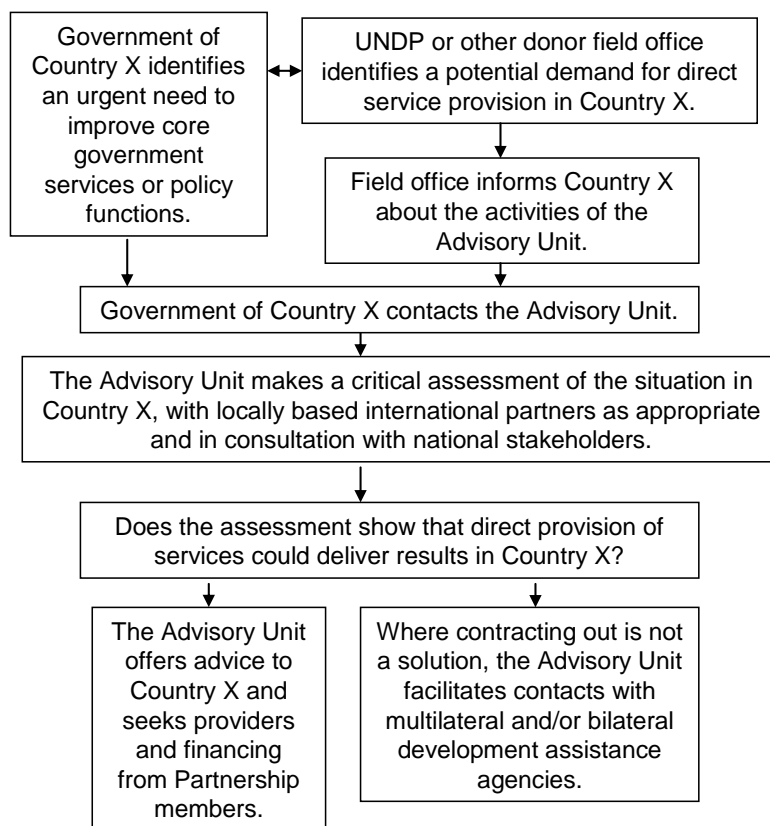 Government of
Country X identifies
an urgent need to
improve core
government
services or policy
functions.
UNDP or other donor field office
identifies a potential demand for direct
service provision in Country X.
Field office informs Country X
about the activities of the
Advisory Unit.
Government of Country X contacts the Advisory Unit.
The Advisory Unit makes a critical assessment of the situation in
Country X, with locally based international partners as appropriate
and in consultation with national stakeholders.
Does the assessment show that direct provision of
services could deliver results in Country X?
The Advisory Unit
offers advice to
Country X and
seeks providers
and financing
from Partnership
members.
Where contracting out is not
a solution, the Advisory Unit
facilitates contacts with
multilateral and/or bilateral
development assistance
agencies.